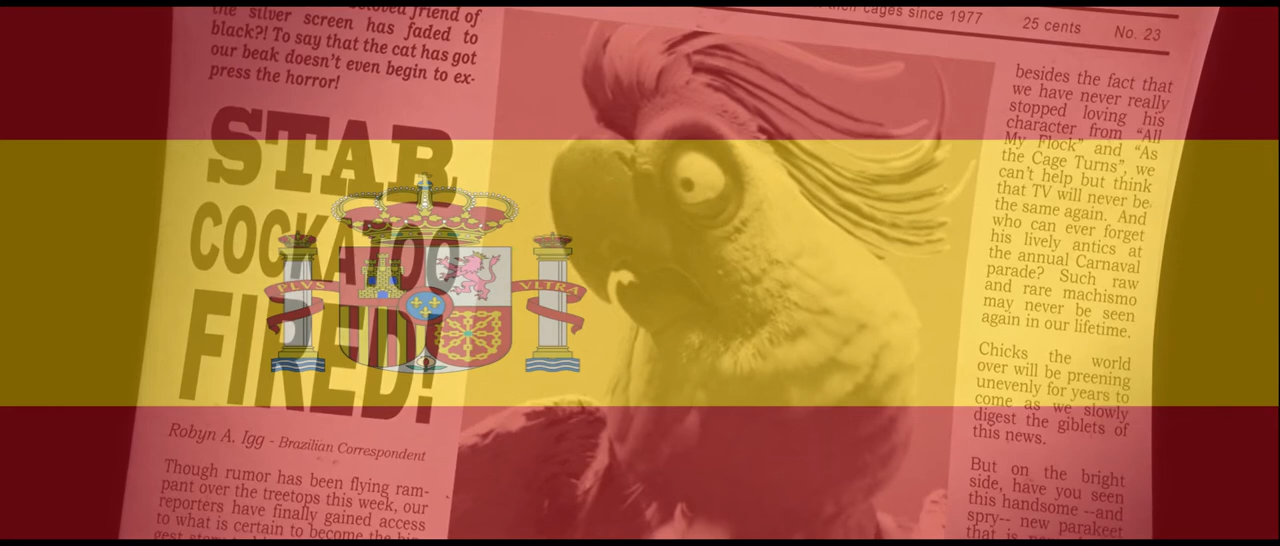 their cages since 1977
25 cents
No. 23
the silver screen has faded to
black?! To say that the cat has got
our beak doesn't even begin to ex-
press the horror!
STAR
COCKATOO
FIRED!
Robyn A. Igg - Brazilian Correspondent
Though rumor has been flying ram-
pant over the treetops this week, our
reporters have finally gained access
to what is certain to become the
PLVS VLTRA
besides the fact that
we have never really
stopped loving his
character from “All
My Flock” and “As
the Cage Turns”, we
can't help but think
that TV will never be
the same again. And
who can ever forget
his lively antics at
the annual Carnaval
parade? Such raw
and rare machismo
may never be seen
again in our lifetime.
Chicks the world
over will be preening
unevenly for years to
come as we slowly
digest the giblets of
this news.
But on the bright
side, have you seen
this handsome --and
spry-- new parakeet